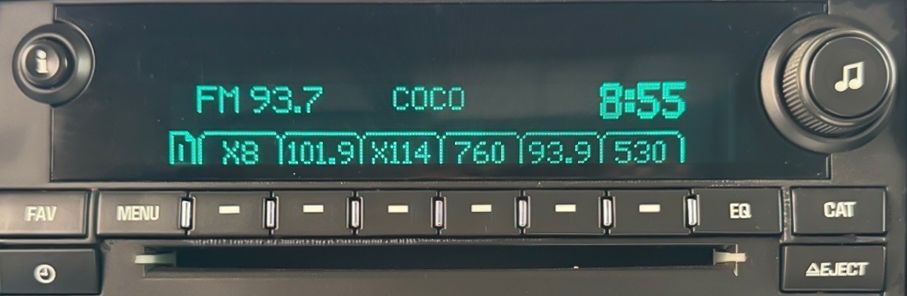 i
FM 93.7 COCO 8:55
X8 101.9 X114 760 93.9 530
FAV MENU EQ CAT
EJECT